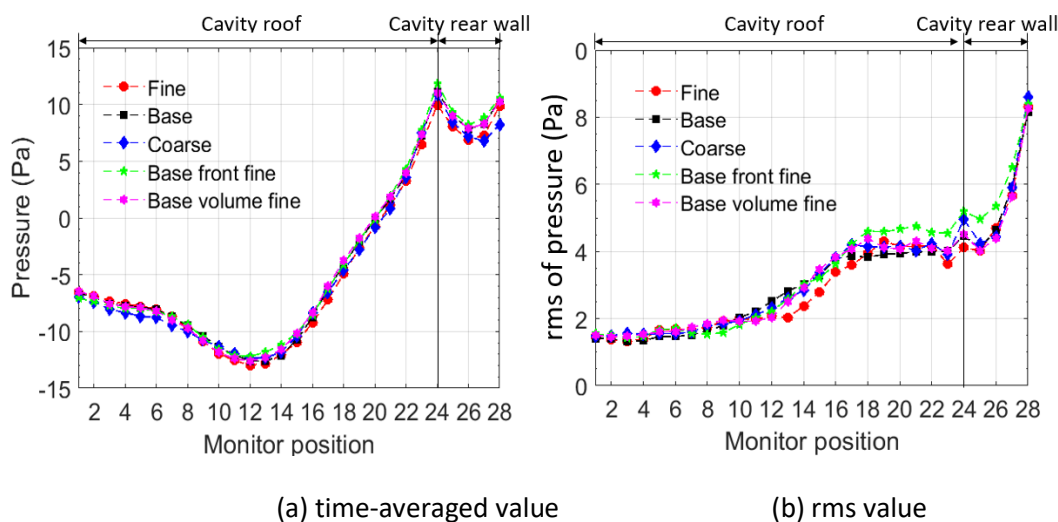 Cavity roof Cavity rear wall
15
10
5
0
-5
-10
-15
Pressure (Pa)
Fine
Base
Coarse
Base front fine
Base volume fine
2 4 6 8 10 12 14 16 18 20 22 24 26 28
Monitor position
(a) time-averaged value
Cavity roof Cavity rear wall
0
8
6
4
2
0
rms of pressure (Pa)
Fine
Base
Coarse
Base front fine
Base volume fine
2 4 6 8 10 12 14 16 18 20 22 24 26 28
Monitor position
(b) rms value